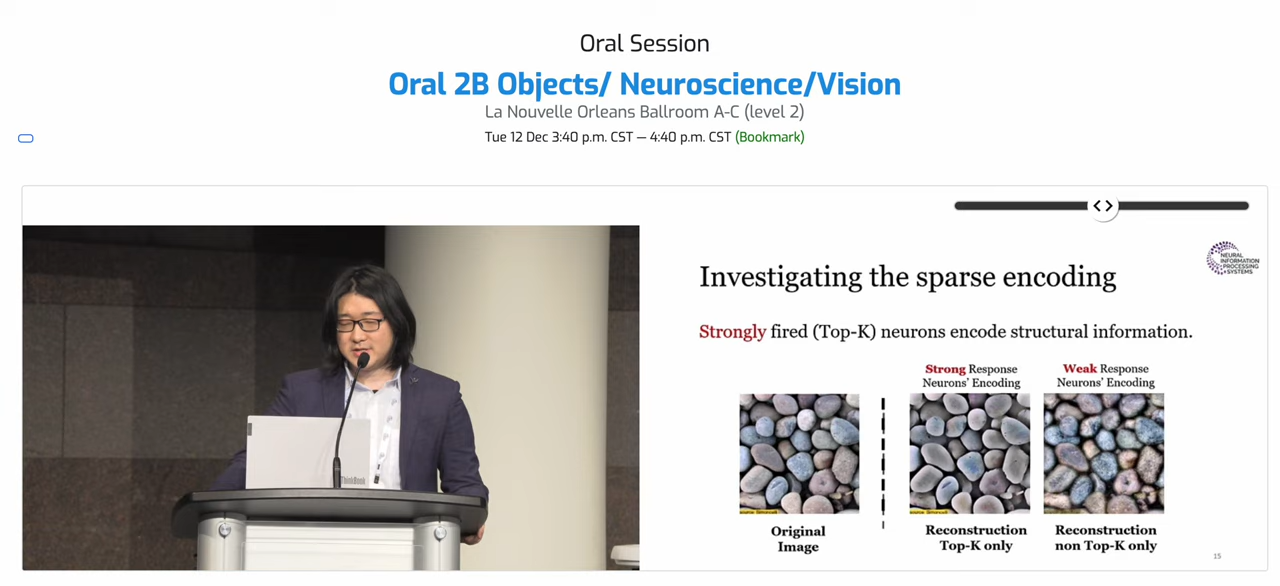 Oral Session
Oral 2B Objects/ Neuroscience/Vision
La Nouvelle Orleans Ballroom A-C (level 2)
Tue 12 Dec 3:40 p.m. CST — 4:40 p.m. CST (Bookmark)
NEURAL
INFORMATION
PROCESSING
SYSTEMS
Investigating the sparse encoding
Strongly fired (Top-K) neurons encode structural information.
Strong Response
Neurons' Encoding
Weak Response
Neurons' Encoding
Original
Image
Reconstruction
Top-K only
Reconstruction
non Top-K only
15
ThinkBook